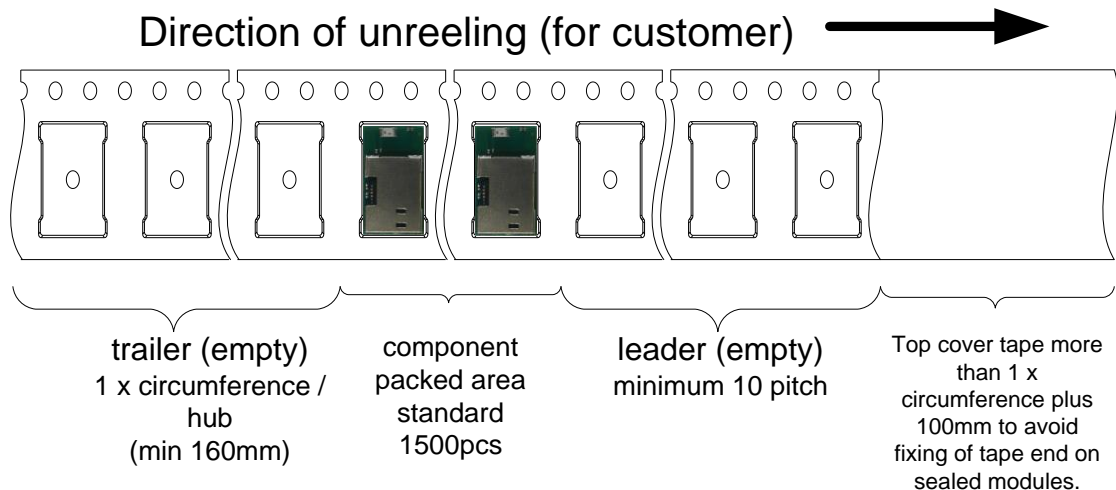 Direction of unreeling (for customer)
trailer (empty)
1 x circumference /
hub
(min 160mm)
component
packed area
standard
1500pcs
leader (empty)
minimum 10 pitch
Top cover tape more
than 1 x
circumference plus
100mm to avoid
fixing of tape end on
sealed modules.